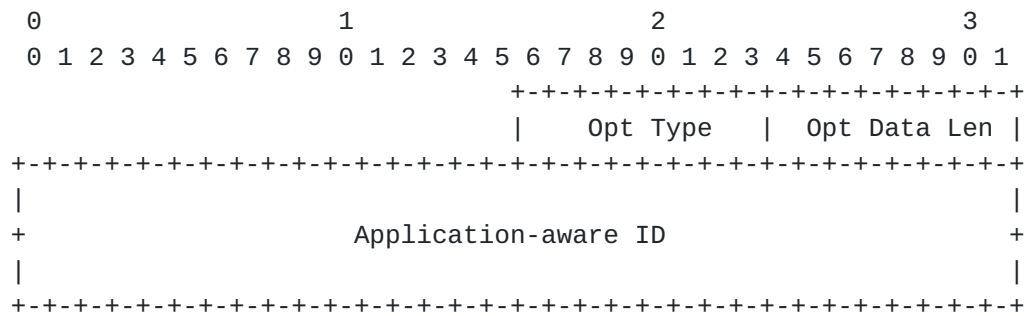 0                   1                   2                   3
 0 1 2 3 4 5 6 7 8 9 0 1 2 3 4 5 6 7 8 9 0 1 2 3 4 5 6 7 8 9 0 1
                                +-+-+-+-+-+-+-+-+-+-+-+-+-+-+-+-+
                                |    Opt Type   |  Opt Data Len |
+-+-+-+-+-+-+-+-+-+-+-+-+-+-+-+-+-+-+-+-+-+-+-+-+-+-+-+-+-+-+-+-+
|                                                               |
+                     Application-aware ID                      +
|                                                               |
+-+-+-+-+-+-+-+-+-+-+-+-+-+-+-+-+-+-+-+-+-+-+-+-+-+-+-+-+-+-+-+-+